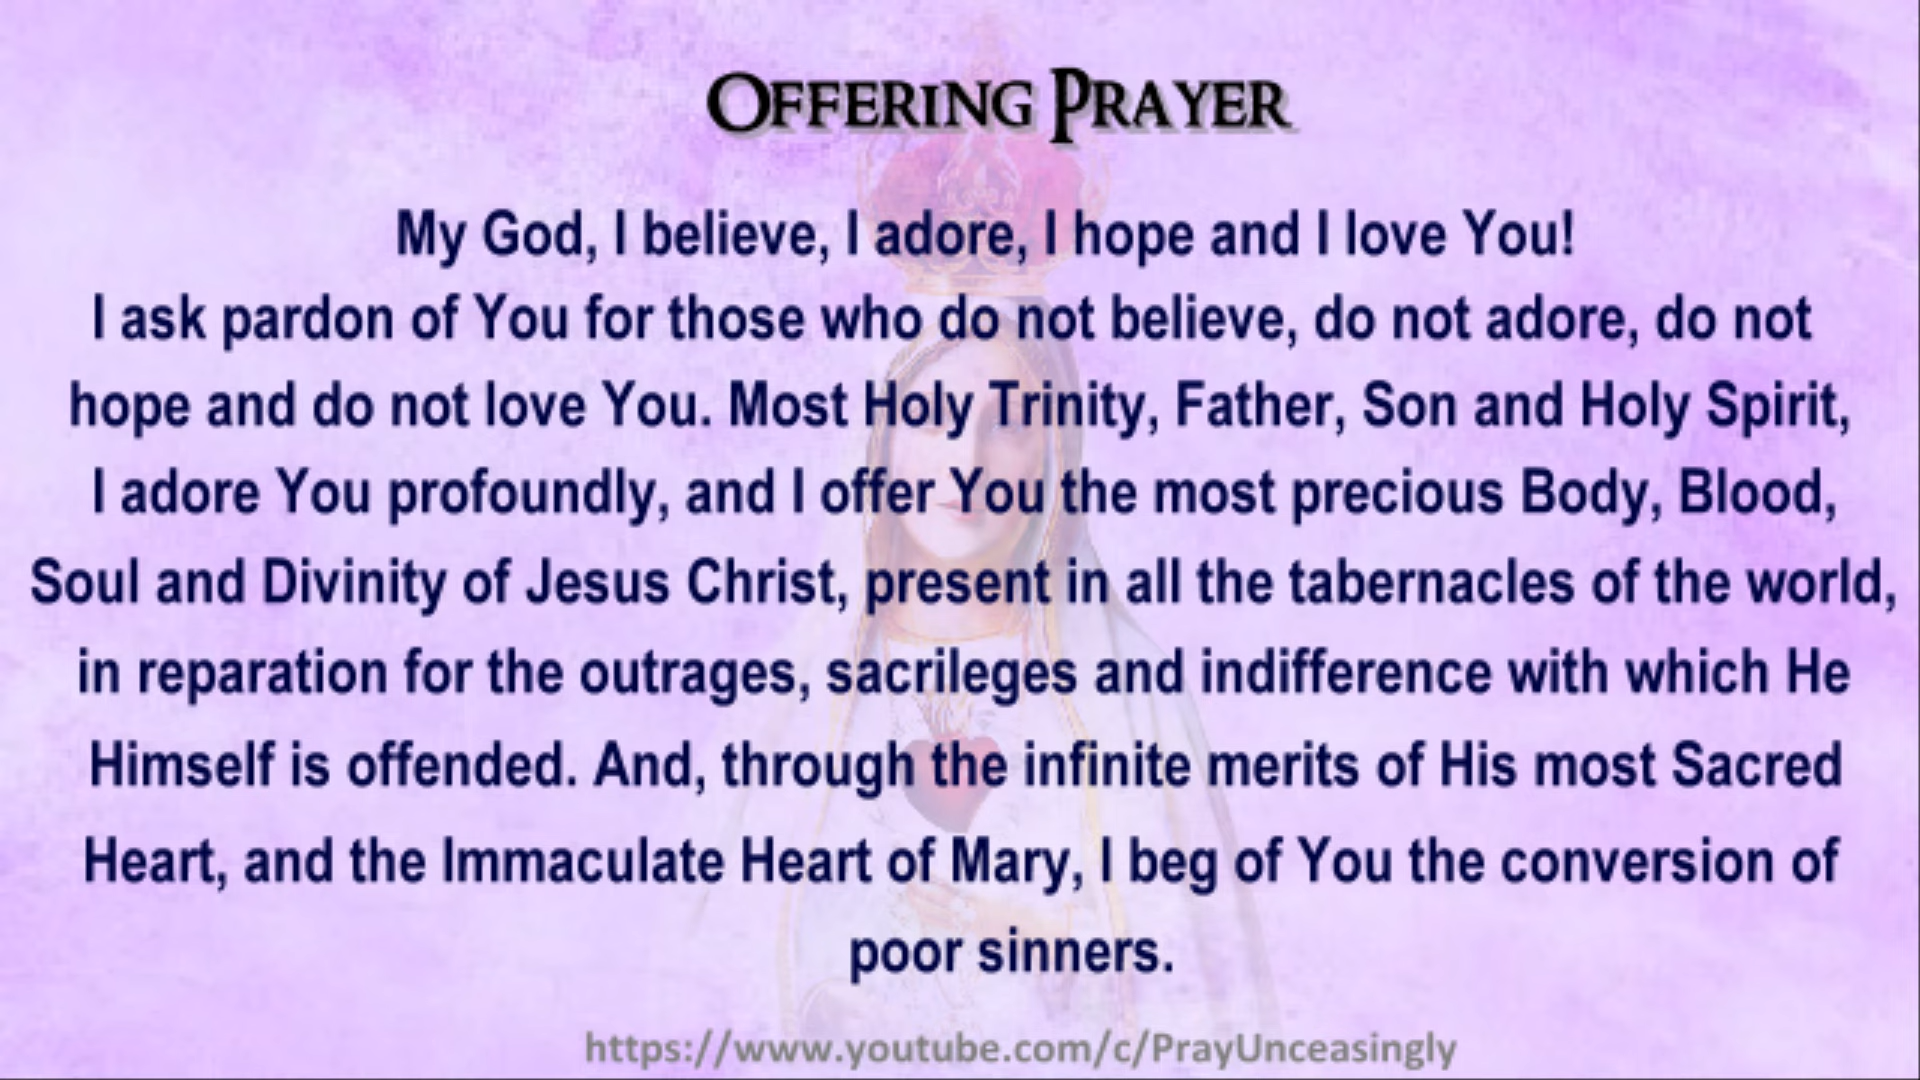 OFFERING PRAYER
My God, I believe, I adore, I hope and I love You!
I ask pardon of You for those who do not believe, do not adore, do not
hope and do not love You. Most Holy Trinity, Father, Son and Holy Spirit,
I adore You profoundly, and I offer You the most precious Body, Blood,
Soul and Divinity of Jesus Christ, present in all the tabernacles of the world,
in reparation for the outrages, sacrileges and indifference with which He
Himself is offended. And, through the infinite merits of His most Sacred
Heart, and the Immaculate Heart of Mary, I beg of You the conversion of
poor sinners.
https://www.youtube.com/c/PrayUnceasingly